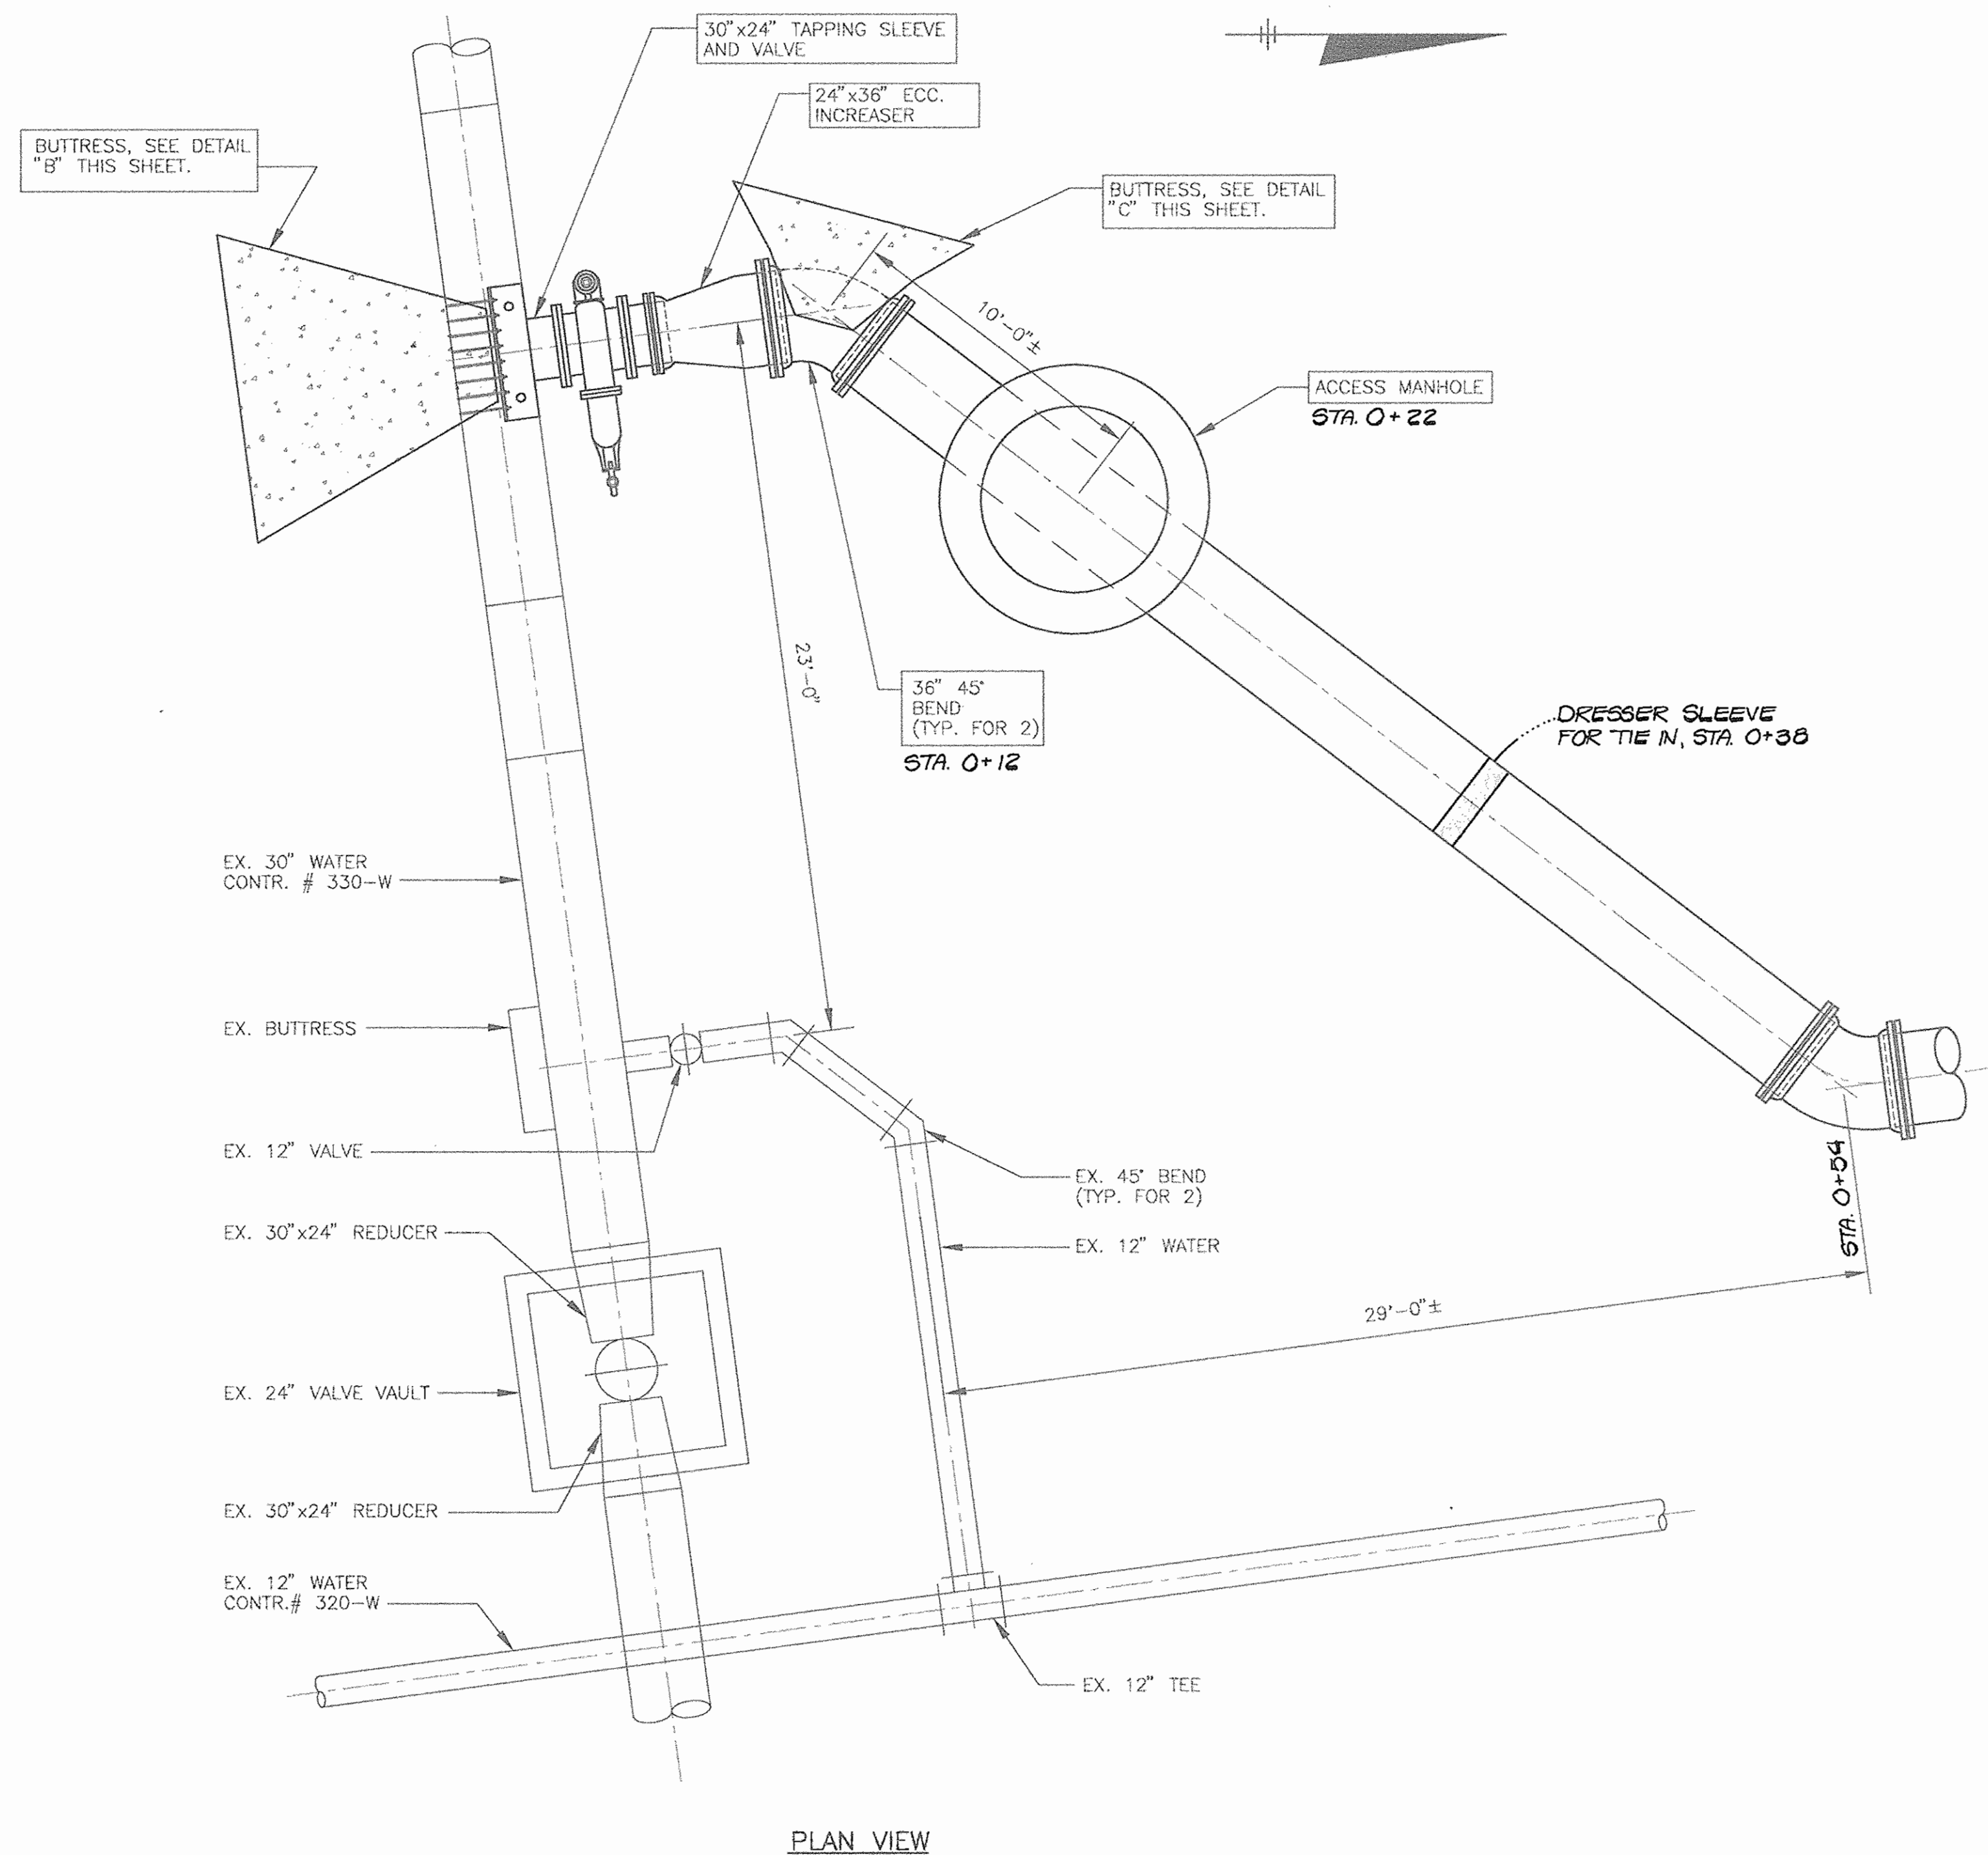 30"x24" TAPPING SLEEVE
AND VALVE
24"x36" ECC.
INCREASER
BUTTRESS, SEE DETAIL
"B" THIS SHEET.
BUTTRESS, SEE DETAIL
"C" THIS SHEET.
10'-0"±
ACCESS MANHOLE
STA. 0+22
23'-0"
36" 45°
BEND
(TYP. FOR 2)
STA. 0+12
DRESSER SLEEVE
FOR TIE IN, STA. 0+38
EX. 30" WATER
CONTR. # 330-W
EX. BUTTRESS
EX. 12" VALVE
EX. 45° BEND
(TYP. FOR 2)
STA. 0+54
EX. 30"x24" REDUCER
EX. 12" WATER
29'-0"±
EX. 24" VALVE VAULT
EX. 30"x24" REDUCER
EX. 12" WATER
CONTR.# 320-W
EX. 12" TEE
PLAN VIEW